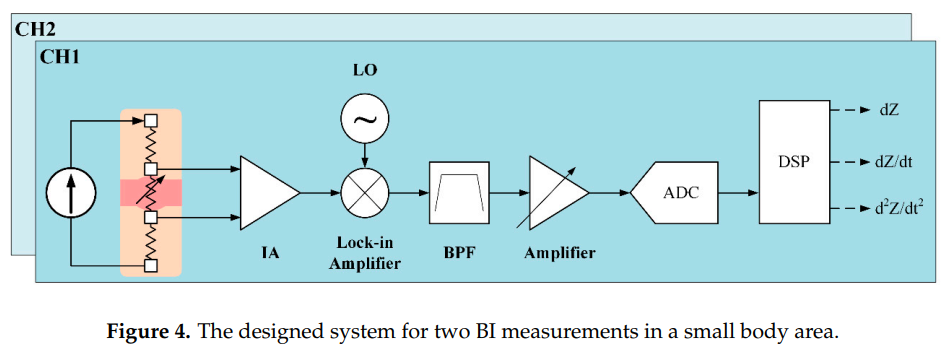 CH2
CH1
LO
~
IA
Lock-in
Amplifier
BPF
Amplifier
ADC
DSP
dZ
dZ/dt
d²Z/dt²
Figure 4. The designed system for two BI measurements in a small body area.